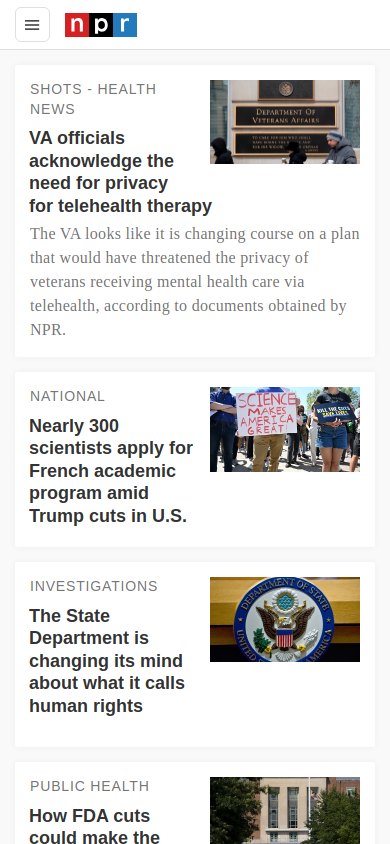 npr
SHOTS - HEALTH
NEWS
VA officials
acknowledge the
need for privacy
for telehealth therapy
DEPARTMENT OF
VETERANS AFFAIRS
The VA looks like it is changing course on a plan
that would have threatened the privacy of
veterans receiving mental health care via
telehealth, according to documents obtained by
NPR.
NATIONAL
Nearly 300
scientists apply for
French academic
program amid
Trump cuts in U.S.
SCIENCE
MAKES
AMERICA
GREAT!
INVESTIGATIONS
The State
Department is
changing its mind
about what it calls
human rights
DEPARTMENT OF STATE
UNITED STATES OF AMERICA
PUBLIC HEALTH
How FDA cuts
could make the